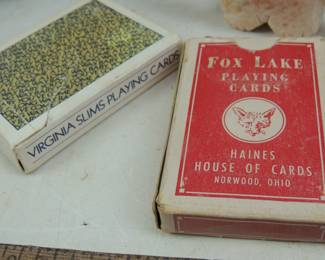 VIRGINIA SLIMS PLAYING CARDS
FOX LAKE
PLAYING
CARDS
HAINES
HOUSE OF CARDS
NORWOOD, OHIO